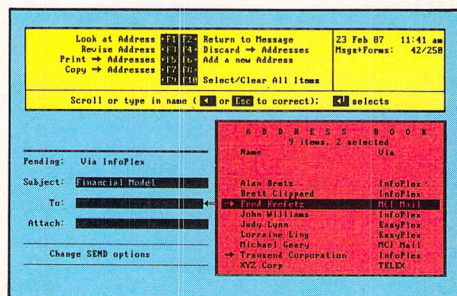 Look at Address F1 F2 Return to Message
Revise Address F3 F4 Discard → Addresses
Print → Addresses F5 F6 Add a new Address
Copy → Addresses F7 F8
F9 F10 Select/Clear All Items
23 Feb 87 11:41 am
Msgs+Forms: 42/250
Scroll or type in name ( ◄ or Esc to correct); ◄┘ selects
Pending: Via InfoPlex
Subject: Financial Model
To:
Attach:
Change SEND options
ADDRESS BOOK
9 items, 2 selected
Name Via
Alan Bretz InfoPlex
Brett Clippard InfoPlex
→ Fred Krefetz MCI Mail
John Williams InfoPlex
Judy Lynn EasyPlex
Lorraine Ling EasyPlex
Michael Geary MCI Mail
→ Transend Corporation InfoPlex
XYZ Corp TELEX